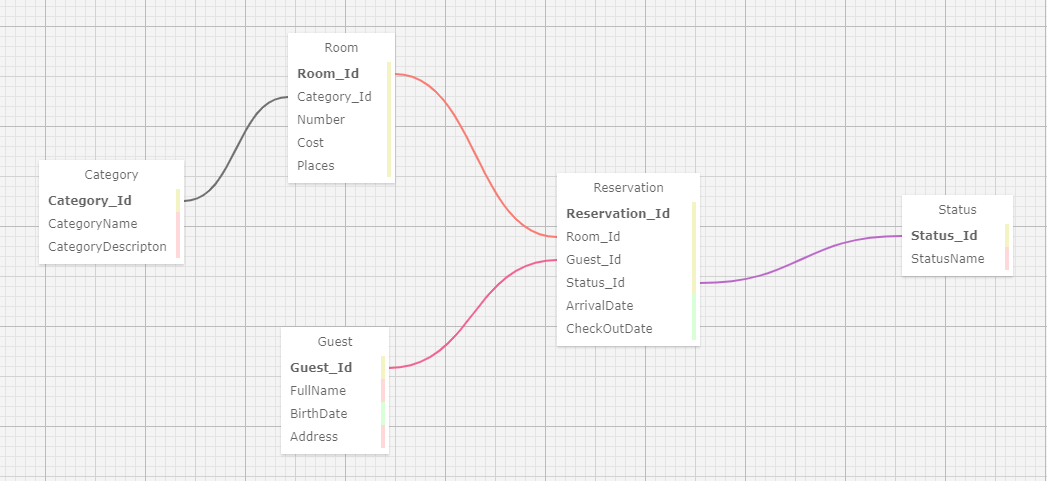 Room
Room_Id
Category_Id
Number
Cost
Places
Category
Category_Id
CategoryName
CategoryDescripton
Reservation
Reservation_Id
Room_Id
Guest_Id
Status_Id
ArrivalDate
CheckOutDate
Status
Status_Id
StatusName
Guest
Guest_Id
FullName
BirthDate
Address